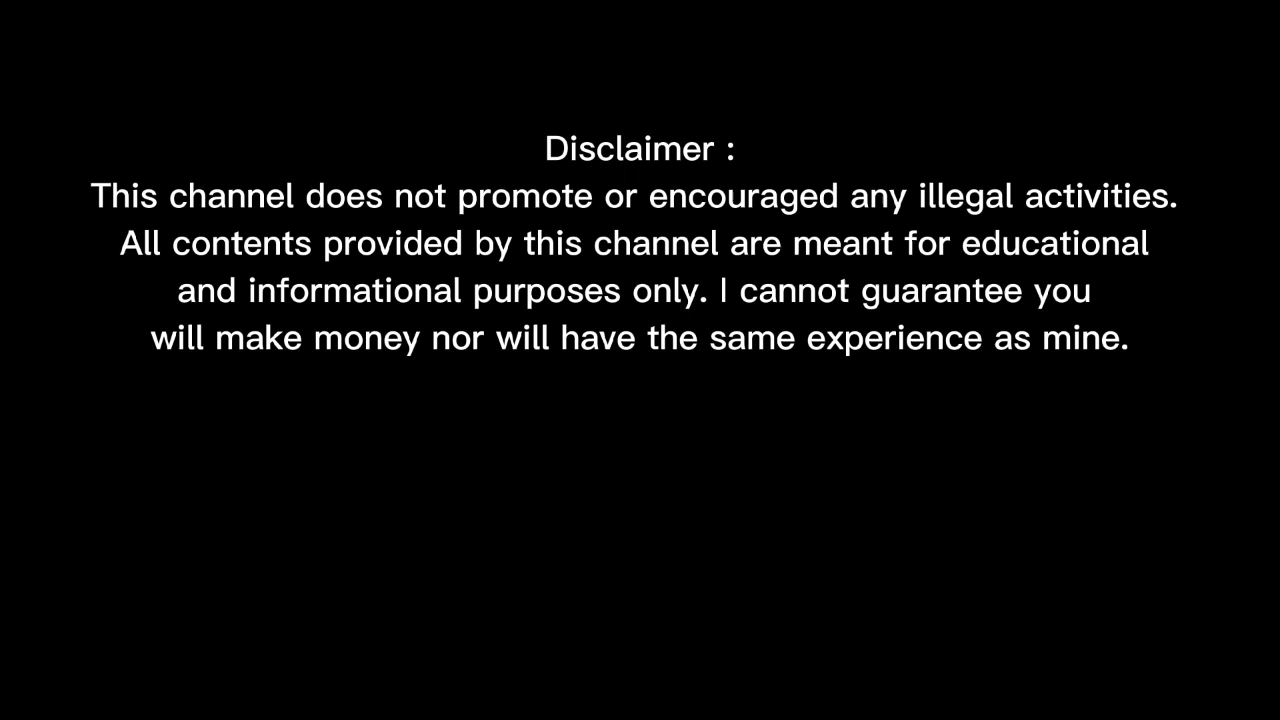 Disclaimer :
This channel does not promote or encouraged any illegal activities.
All contents provided by this channel are meant for educational
and informational purposes only. I cannot guarantee you
will make money nor will have the same experience as mine.